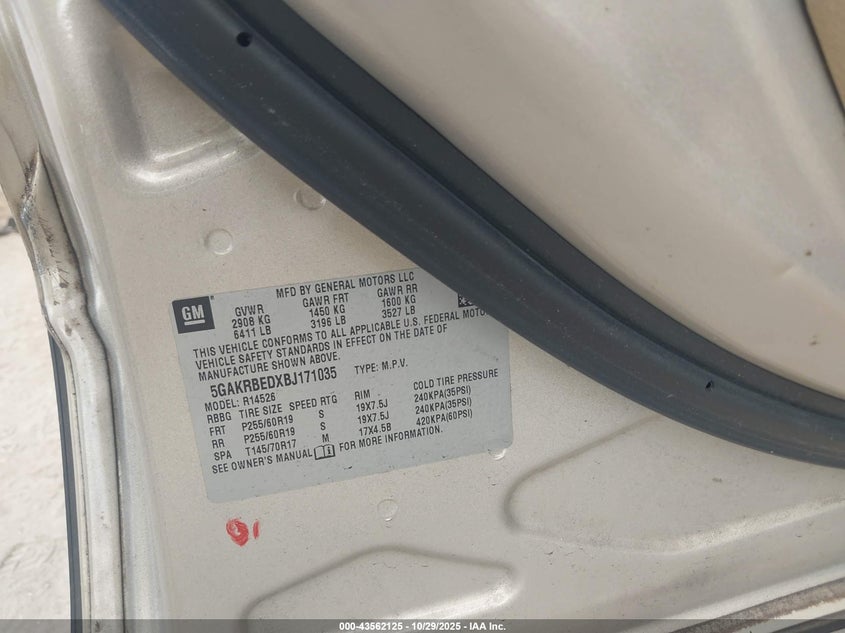 GM
MFD BY GENERAL MOTORS LLC
GVWR GAWR FRT GAWR RR
2908 KG 1450 KG 1600 KG
6411 LB 3196 LB 3527 LB
THIS VEHICLE CONFORMS TO ALL APPLICABLE U.S. FEDERAL MOTOR
VEHICLE SAFETY STANDARDS IN EFFECT ON THE DATE OF
MANUFACTURE SHOWN ABOVE.
5GAKRBEDXBJ171035 TYPE: M.P.V.
MODEL: R14526
RBBG TIRE SIZE SPEED RTG RIM COLD TIRE PRESSURE
FRT P255/60R19 S 19X7.5J 240KPA(35PSI)
RR P255/60R19 S 19X7.5J 240KPA(35PSI)
SPA T145/70R17 M 17X4.5B 420KPA(60PSI)
SEE OWNER'S MANUAL FOR MORE INFORMATION.
000-43562125 - 10/29/2025 - IAA Inc.